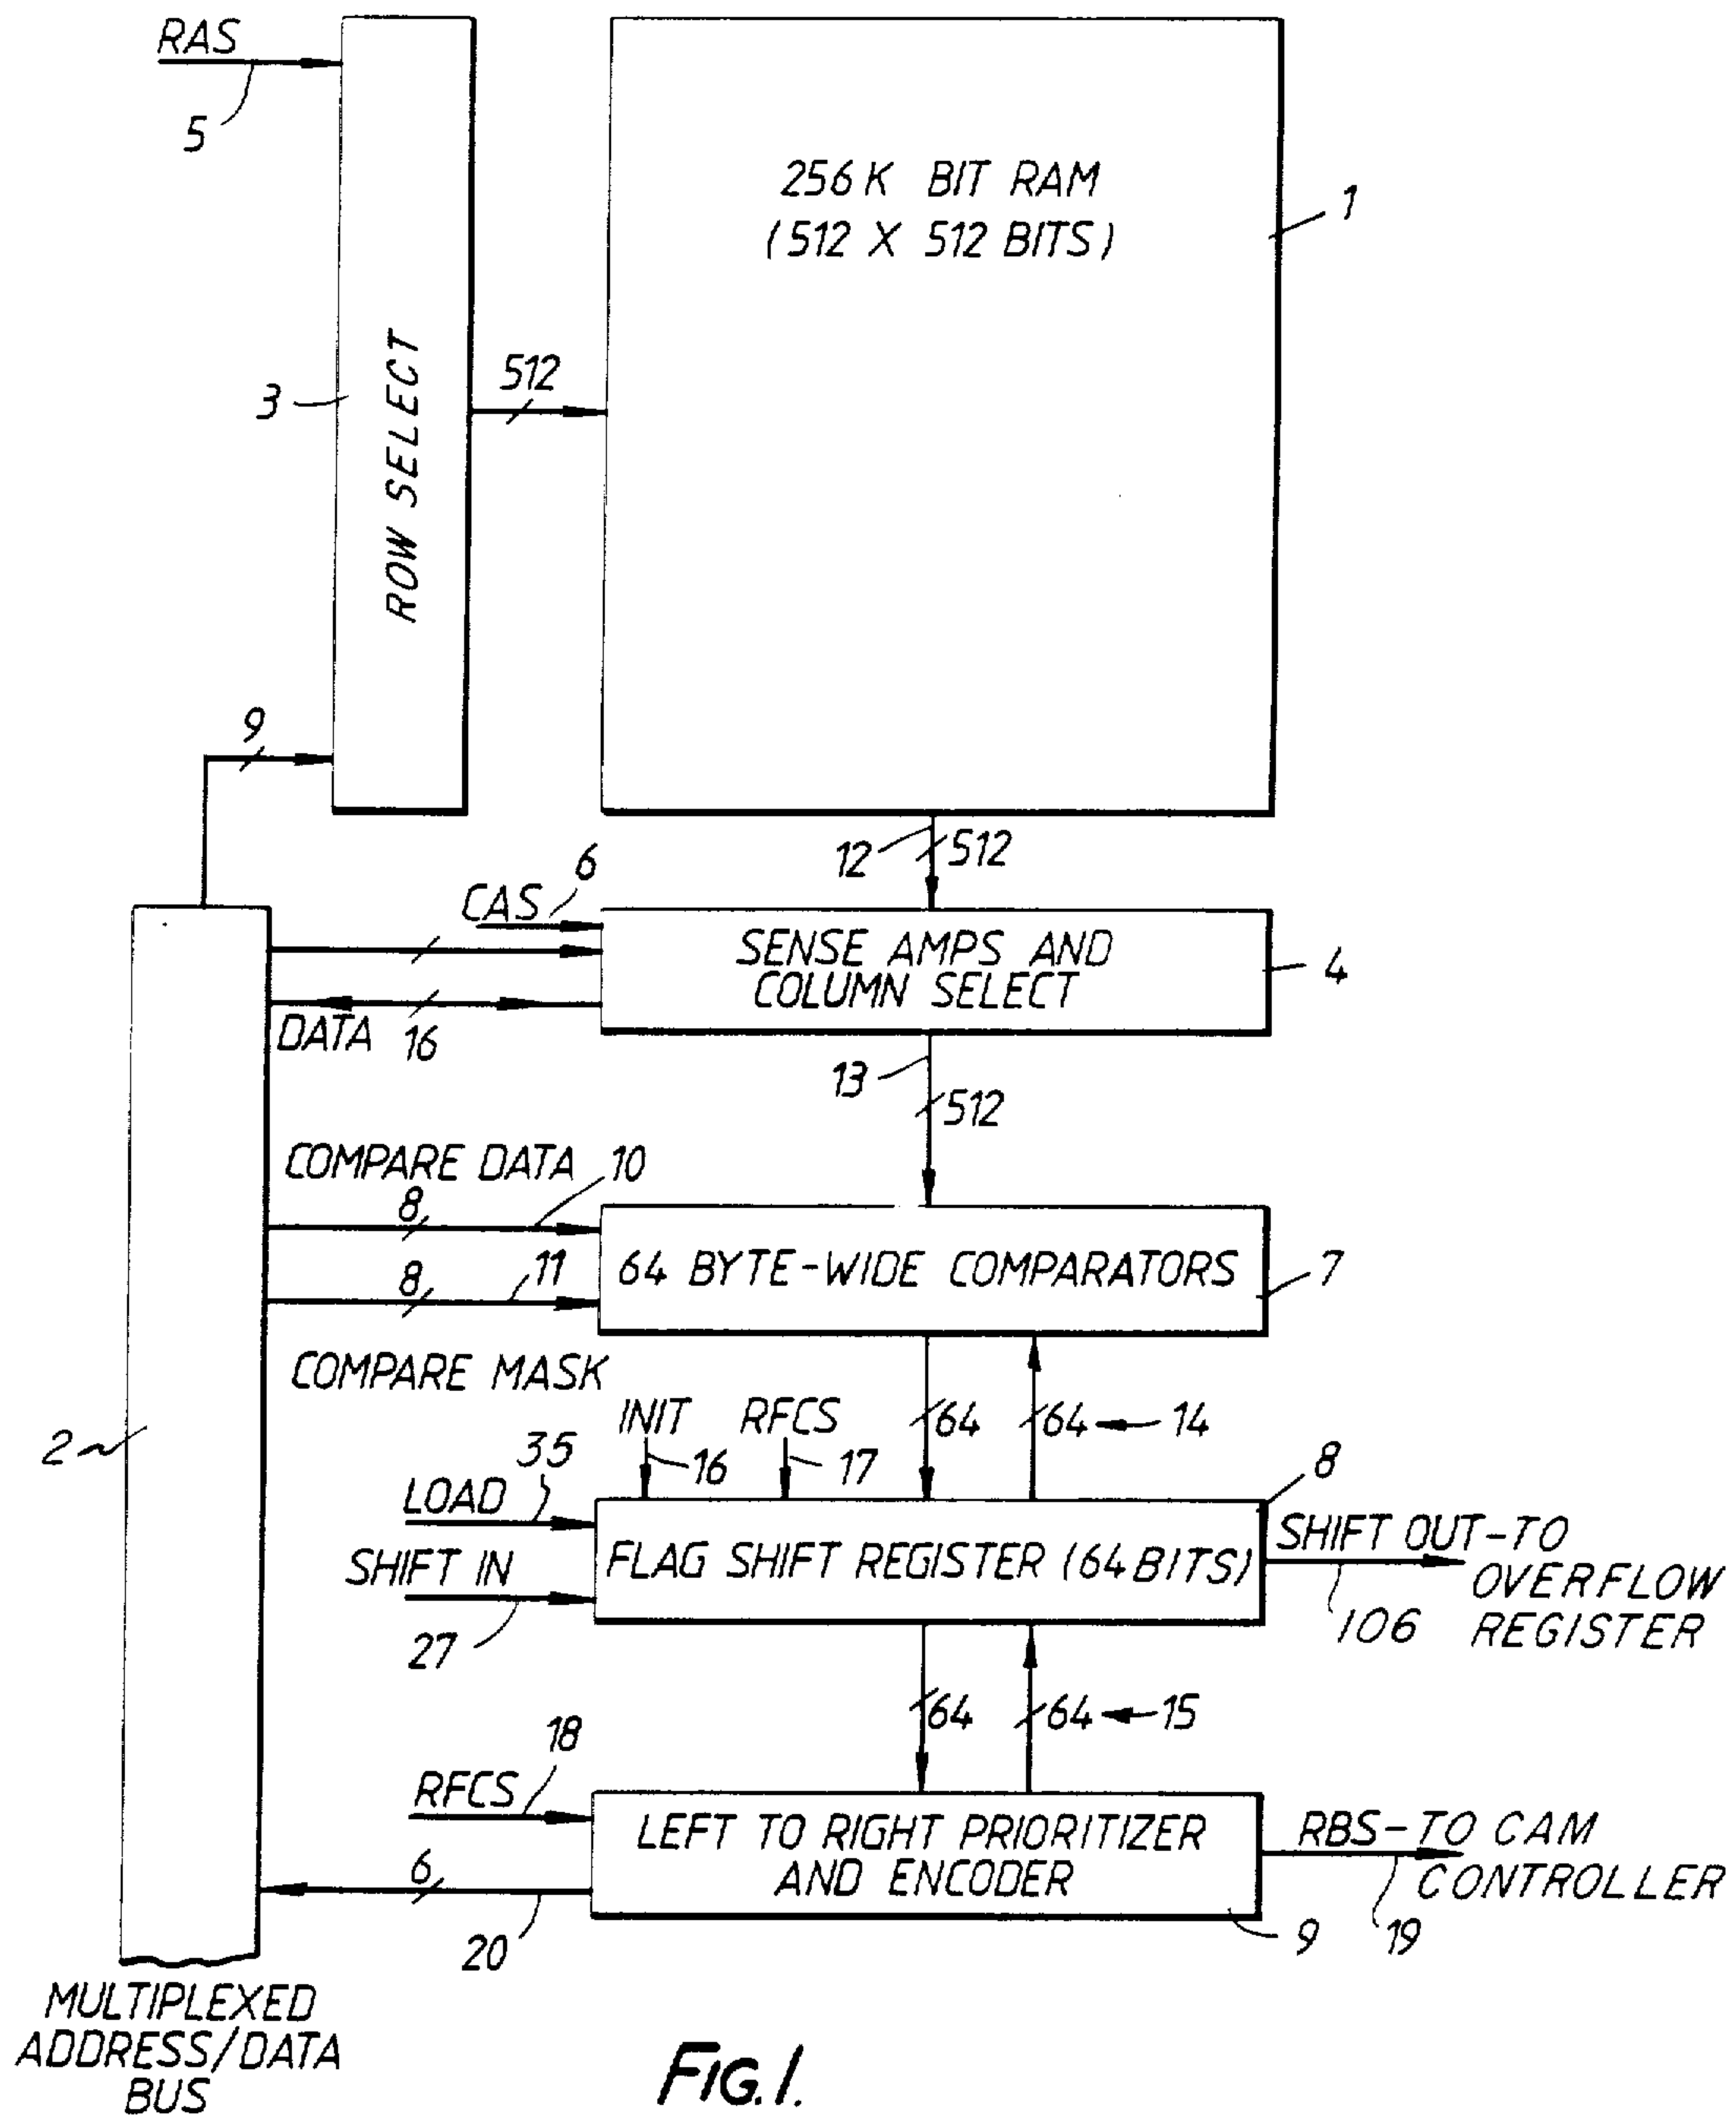 RAS
5
256K BIT RAM
(512 X 512 BITS)
1
3
ROW SELECT
512
9
12
512
6
CAS
SENSE AMPS AND
COLUMN SELECT
4
DATA
16
13
512
COMPARE DATA
10
8
64 BYTE-WIDE COMPARATORS
7
11
8
COMPARE MASK
INIT
RFCS
64
64
14
16
17
2
35
LOAD
8
SHIFT IN
FLAG SHIFT REGISTER (64 BITS)
SHIFT OUT-TO
OVERFLOW
REGISTER
27
106
64
64
15
18
RFCS
LEFT TO RIGHT PRIORITIZER
AND ENCODER
RBS-TO CAM
CONTROLLER
6
20
9
19
MULTIPLEXED
ADDRESS/DATA
BUS
FIG.1.